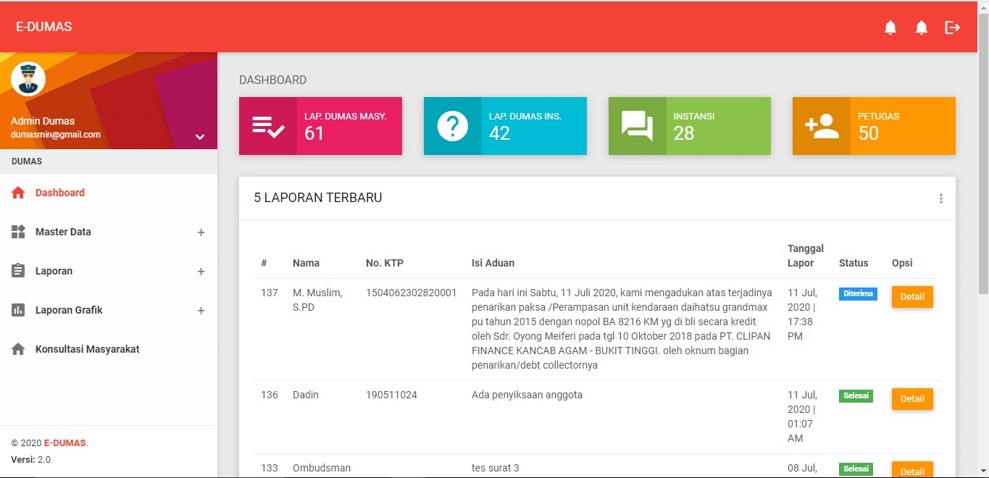 E-DUMAS
Admin Dumas
dumasmin@gmail.com
DUMAS
Dashboard
Master Data
Laporan
Laporan Grafik
Konsultasi Masyarakat
© 2020 E-DUMAS.
Versi: 2.0
DASHBOARD
LAP. DUMAS MASY.
61
LAP. DUMAS INS.
42
INSTANSI
28
PETUGAS
50
5 LAPORAN TERBARU
# Nama No. KTP Isi Aduan Tanggal Lapor Status Opsi
137 M. Muslim, S.PD 1504062302820001
Pada hari ini Sabtu, 11 Juli 2020, kami mengadukan atas terjadinya
penarikan paksa /Perampasan unit kendaraan daihatsu grandmax
pu tahun 2015 dengan nopol BA 8216 KM yg di bli secara kredit
oleh Sdr. Oyong Meiferi pada tgl 10 Oktober 2018 pada PT. CLIPAN
FINANCE KANCAB AGAM - BUKIT TINGGI. oleh oknum bagian
penarikan/debt collectornya
11 Jul,
2020 |
17:38
PM
Diterima
Detail
136 Dadin 190511024 Ada penyiksaan anggota
11 Jul,
2020 |
01:07
AM
Selesai
Detail
133 Ombudsman tes surat 3 08 Jul, Selesai Detail